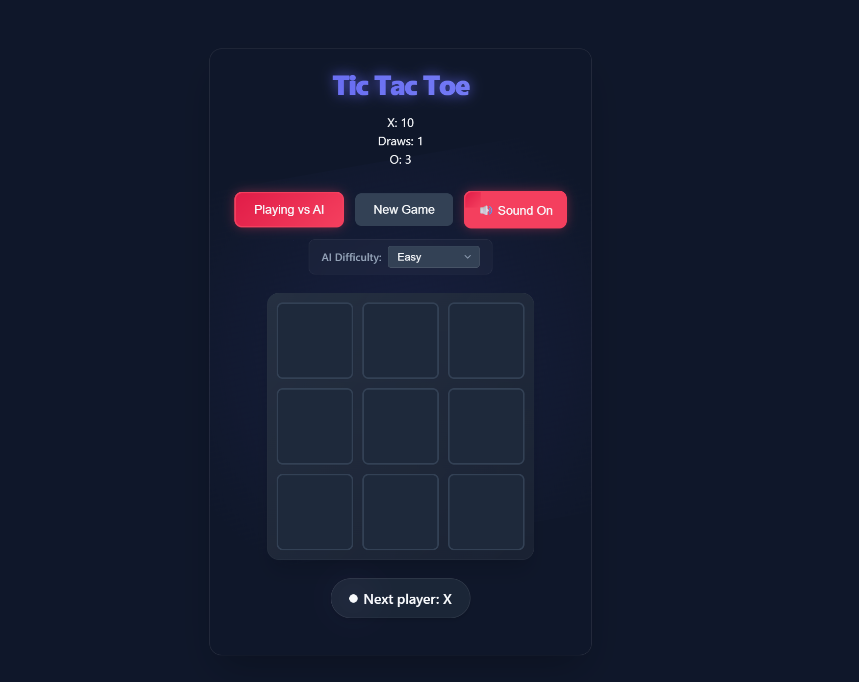 Tic Tac Toe
X: 10
Draws: 1
O: 3
Playing vs AI
New Game
Sound On
AI Difficulty: Easy
Next player: X